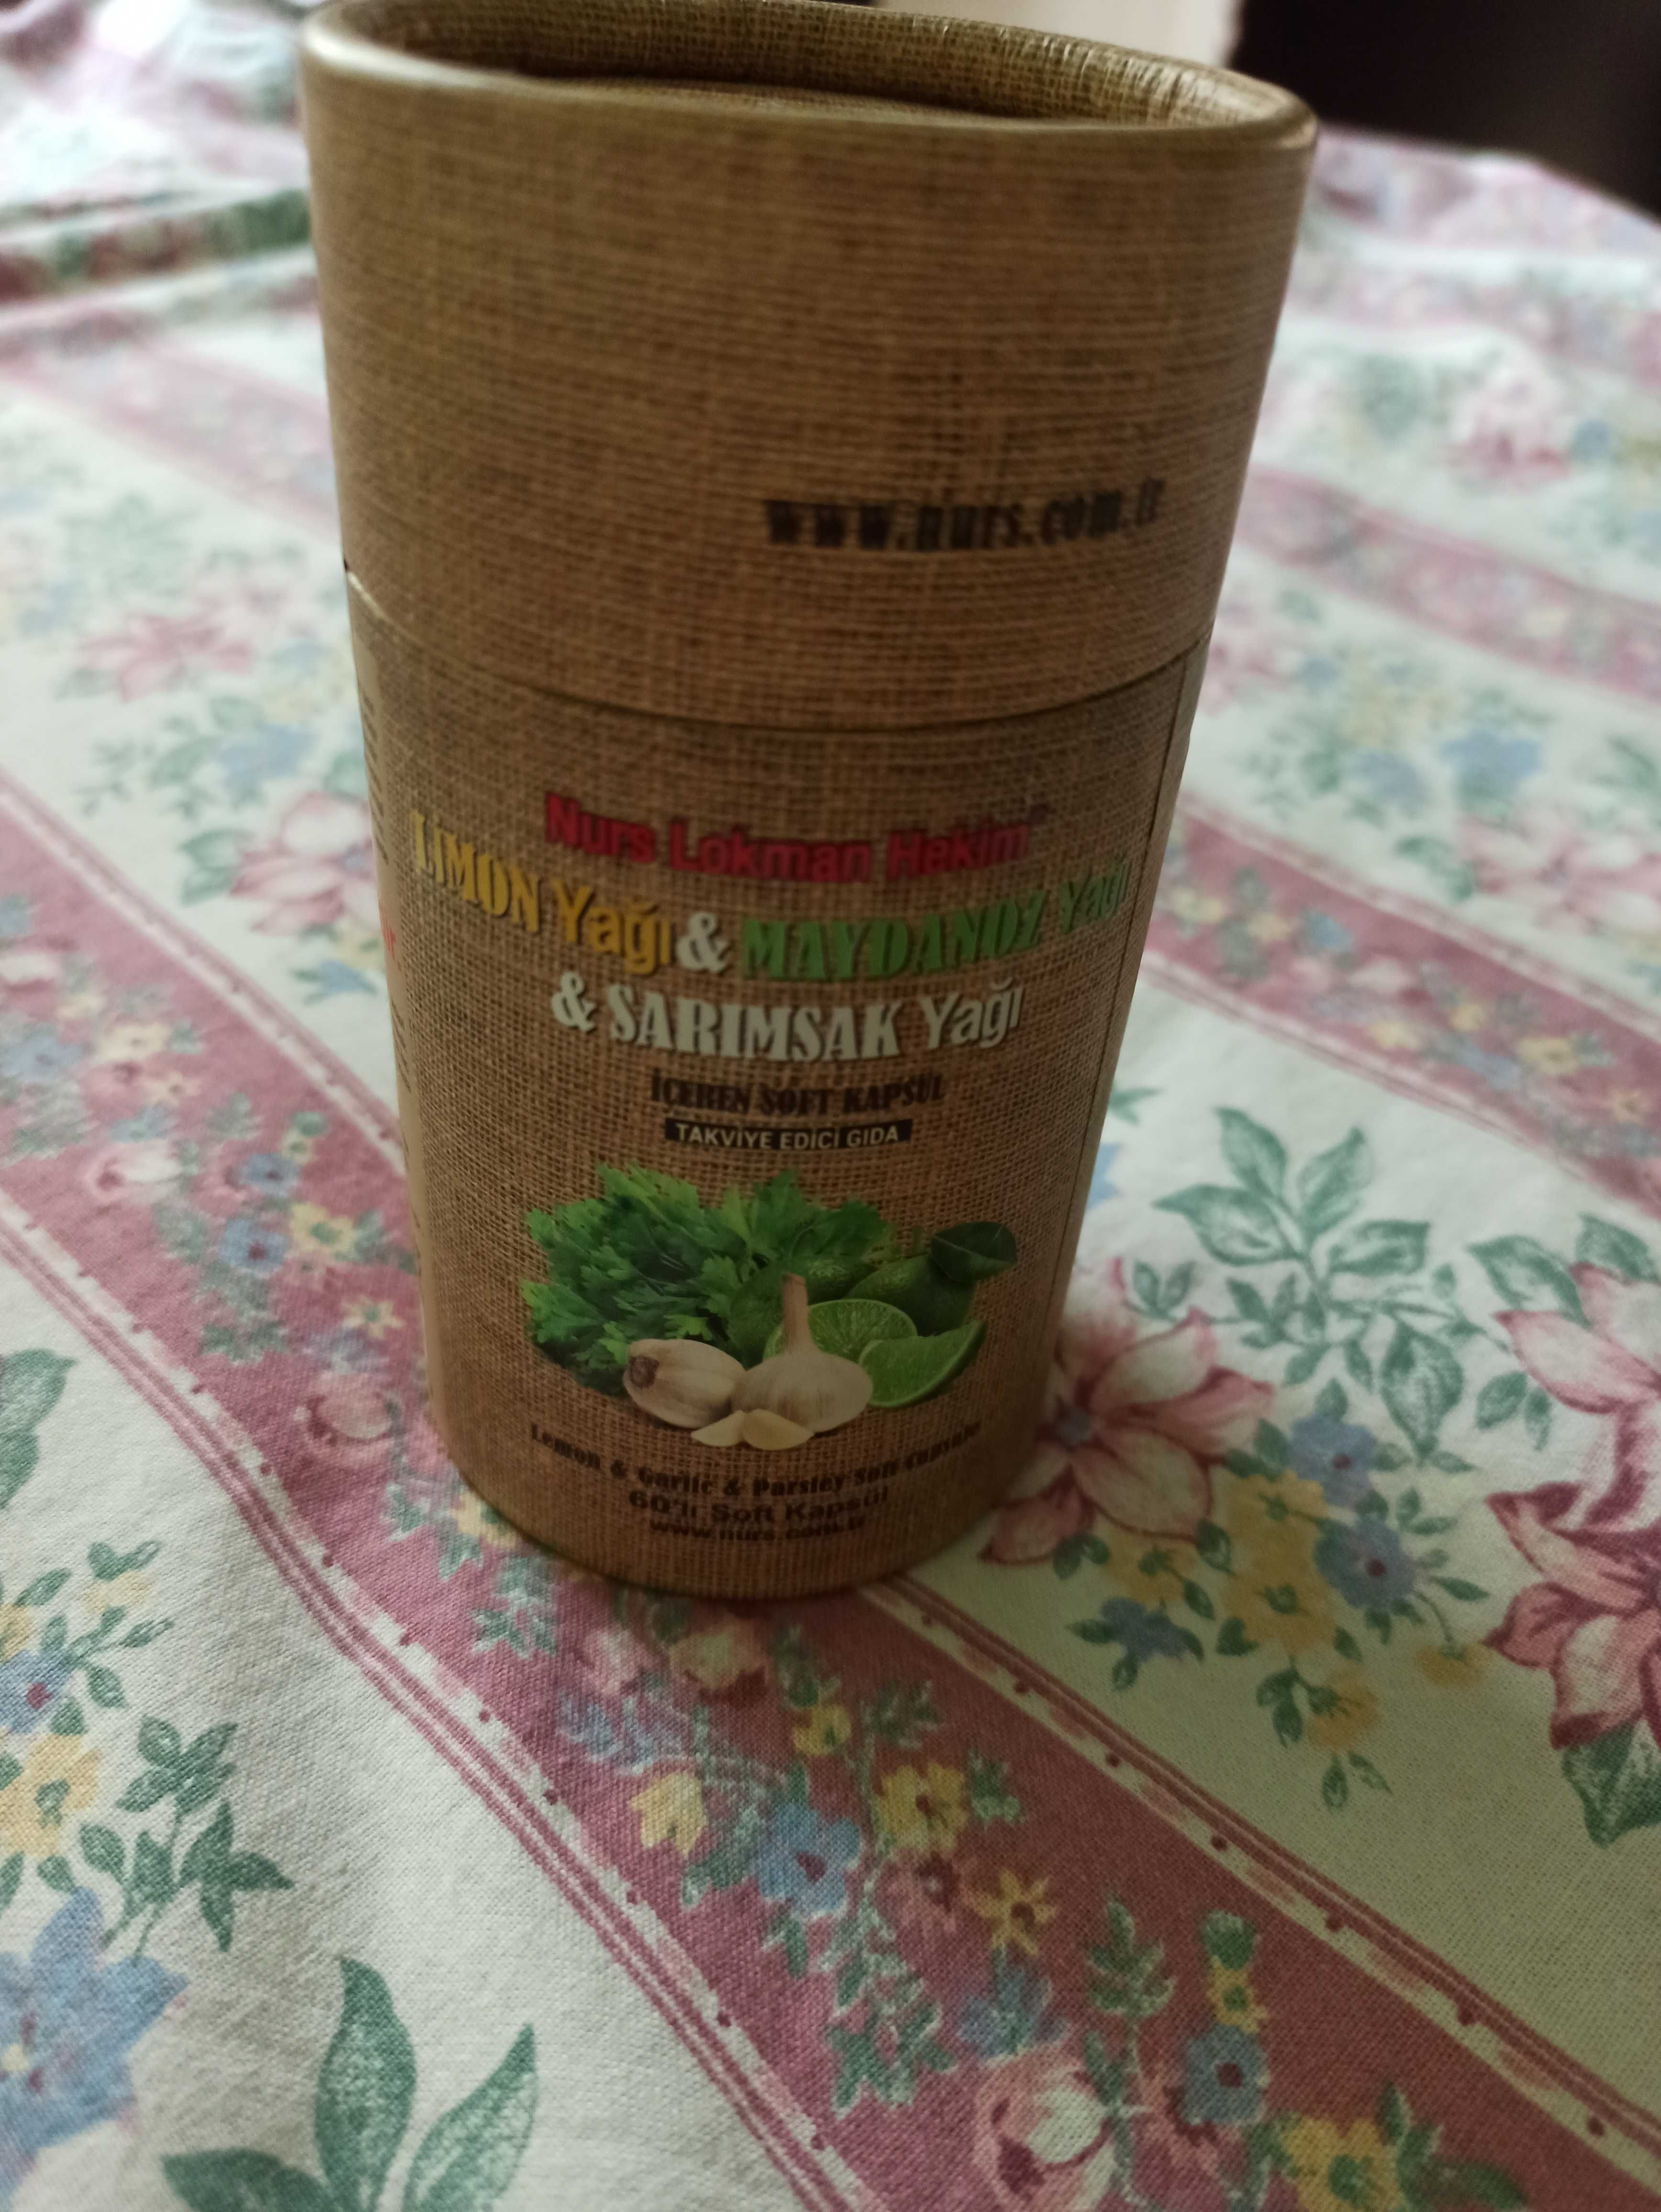 www.nurs.com.tr
Nurs Lokman Hekim®
LİMON Yağı & MAYDANOZ Yağı
& SARIMSAK Yağı
İÇEREN SOFT KAPSÜL
TAKVİYE EDİCİ GIDA
Lemon & Garlic & Parsley Soft Capsule
60'lı Soft Kapsül
www.nurs.com.tr